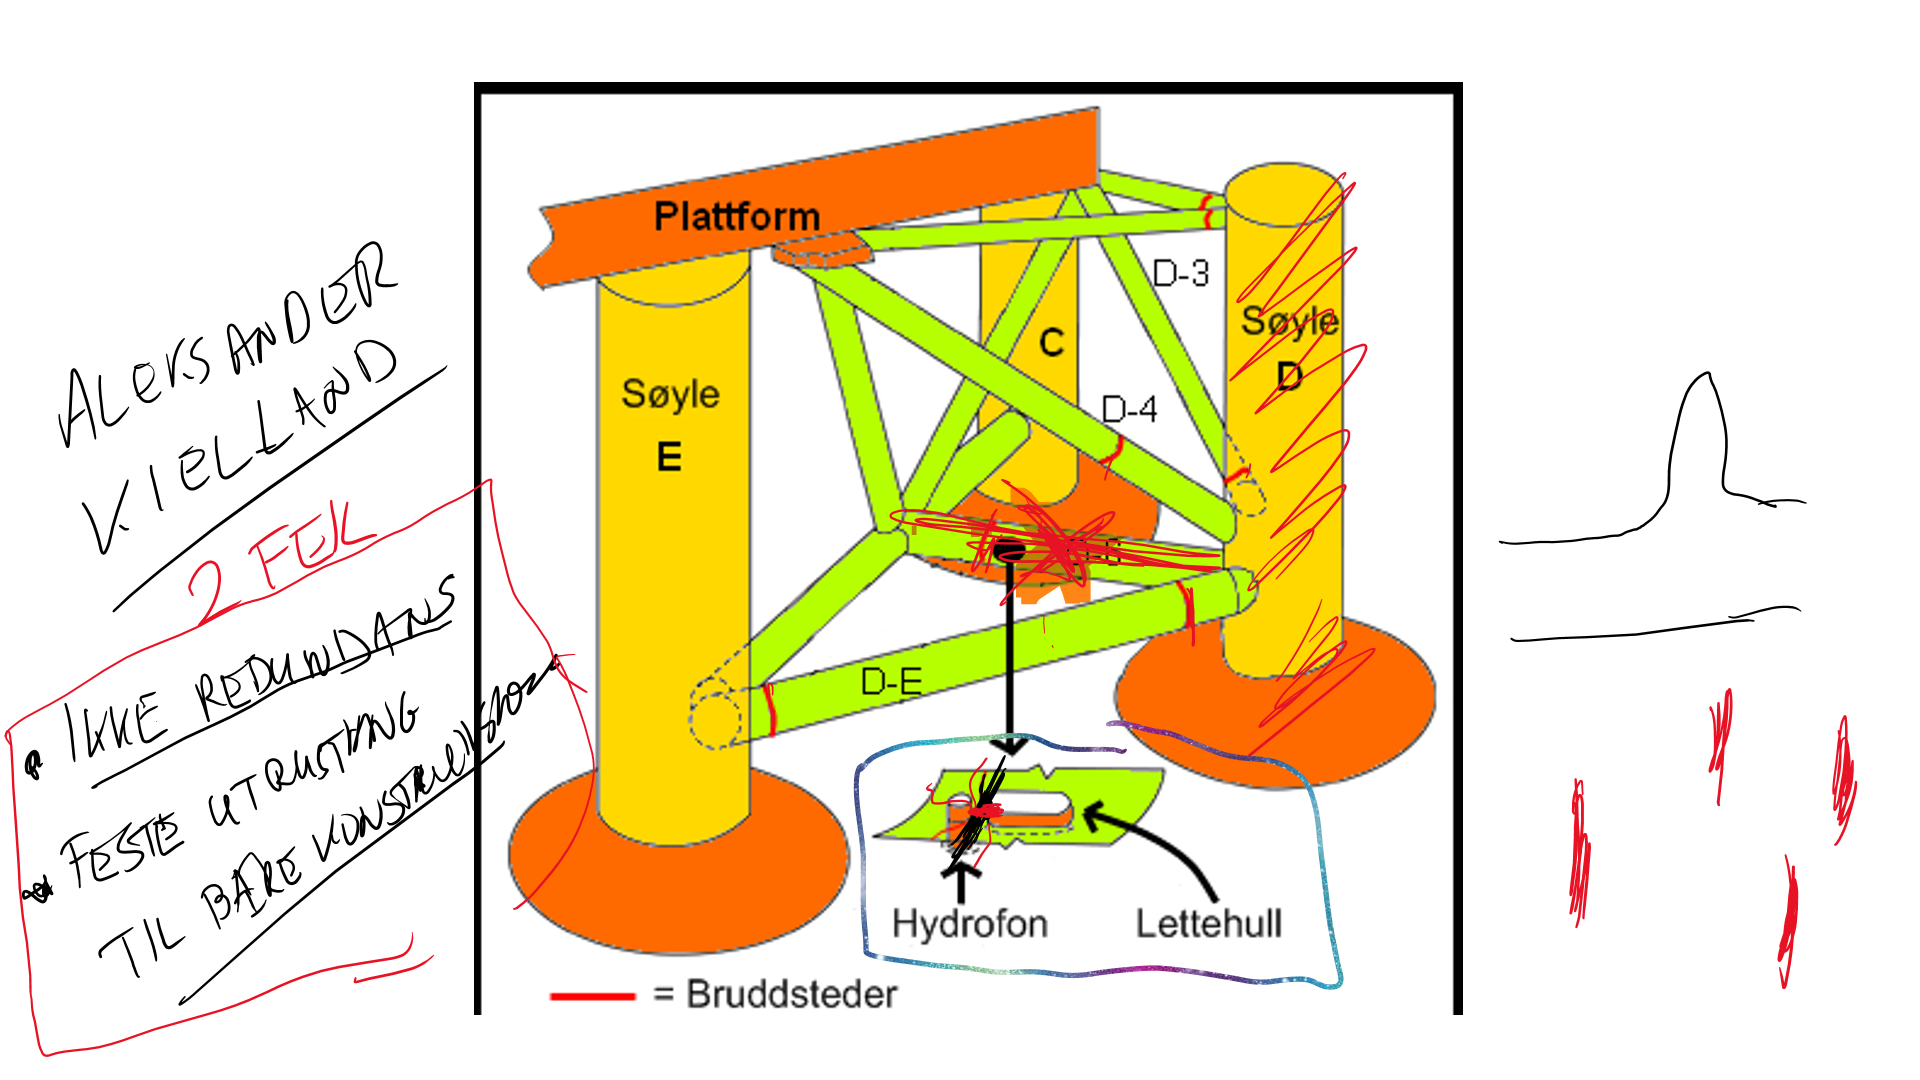 ALEKSANDER
KIELLAND
2 FEIL
IKKE REDUNDANS
FESTE UTRUSTNING
TIL BÆRE KONSTRUKSJON
Plattform
D-3
C
Søyle
D
Søyle
E
D-4
D-E
Hydrofon
Lettehull
= Bruddsteder